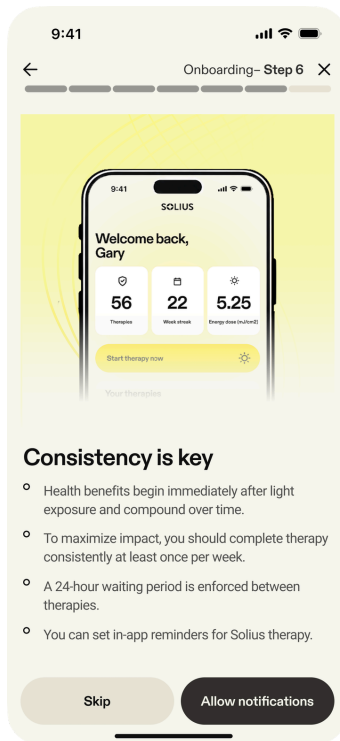 9:41
Onboarding– Step 6
9:41
SOLIUS
Welcome back,
Gary
56
22
5.25
Therapies
Week streak
Energy dose (mJ/cm2)
Start therapy now
Your therapies
Consistency is key
Health benefits begin immediately after light
exposure and compound over time.
To maximize impact, you should complete therapy
consistently at least once per week.
A 24-hour waiting period is enforced between
therapies.
You can set in-app reminders for Solius therapy.
Skip
Allow notifications